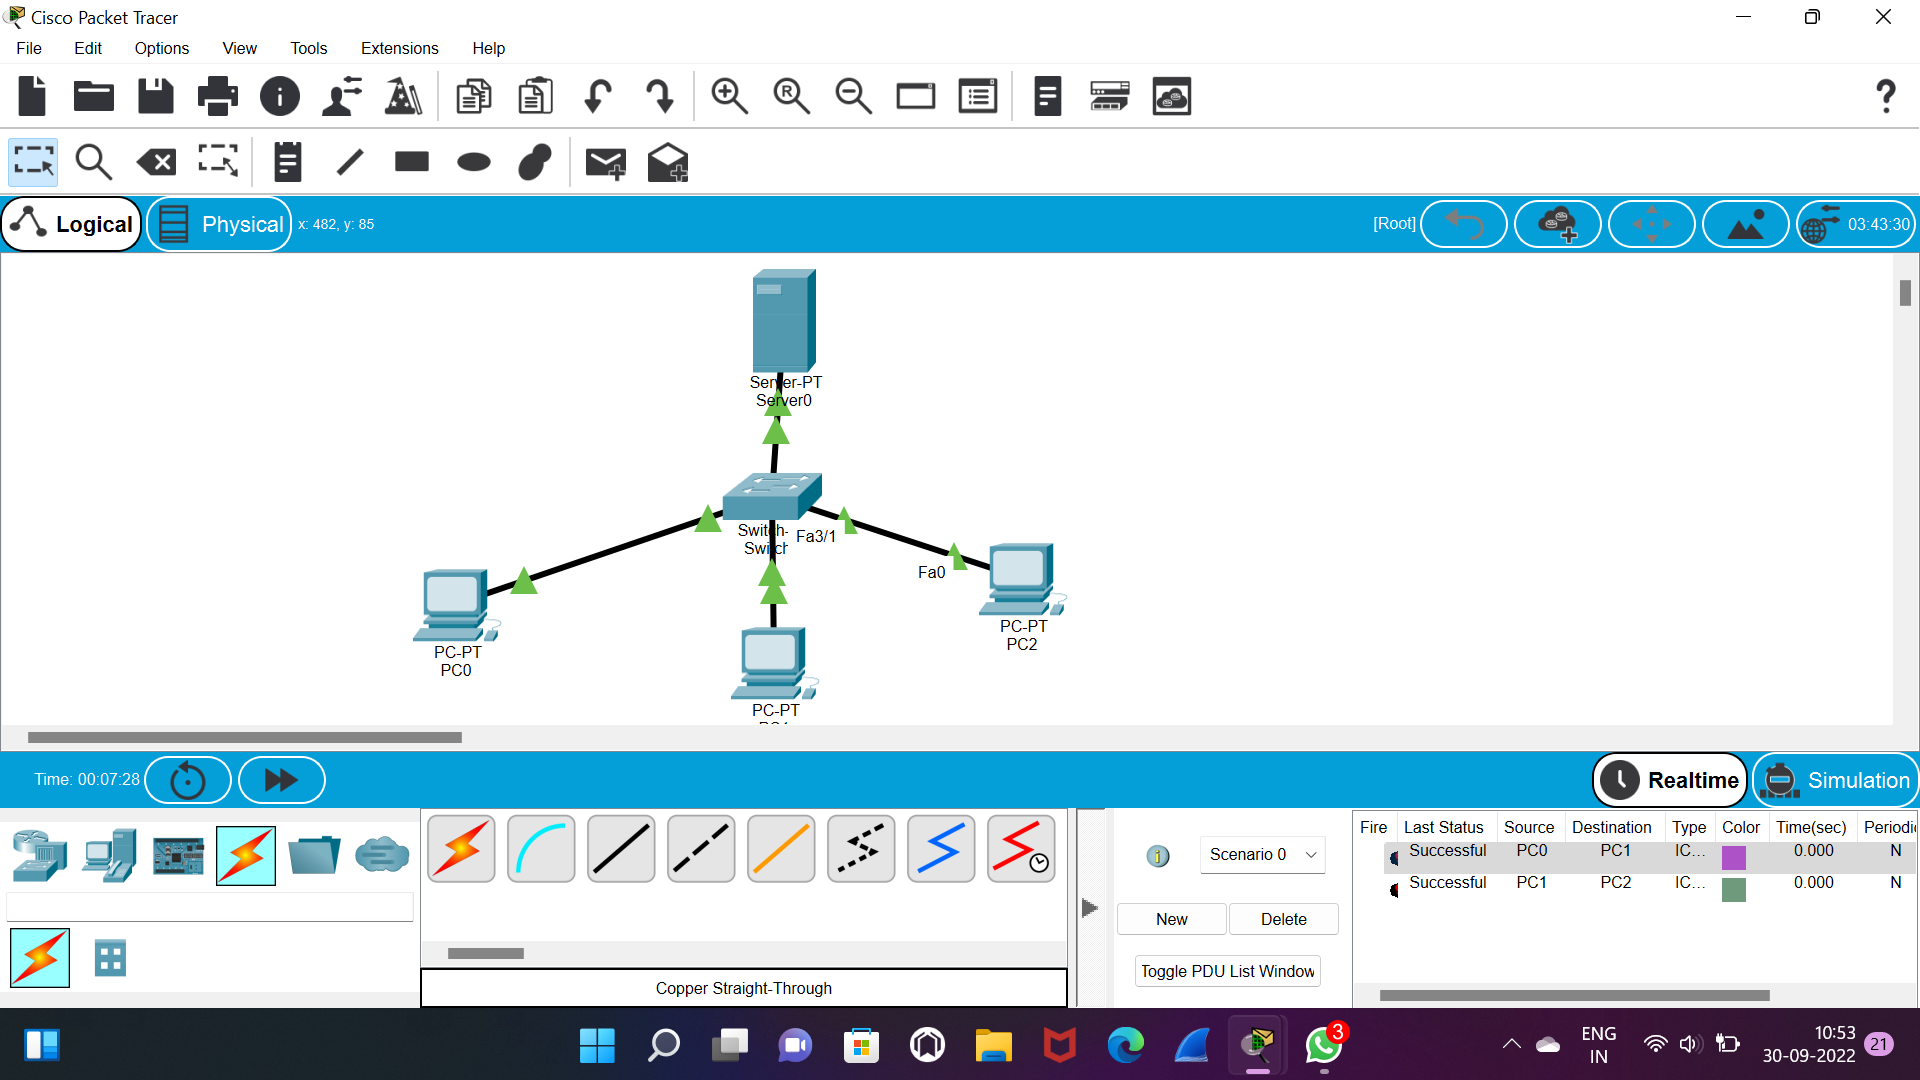 Cisco Packet Tracer
File Edit Options View Tools Extensions Help
Logical Physical x: 482, y: 85 [Root] 03:43:30
Server-PT
Server0
Switch-
Switch
Fa3/1
Fa0
PC-PT
PC2
PC-PT
PC0
PC-PT
Time: 00:07:28 Realtime Simulation
Fire Last Status Source Destination Type Color Time(sec) Periodi
Successful PC0 PC1 IC... 0.000 N
Successful PC1 PC2 IC... 0.000 N
Scenario 0
New Delete
Toggle PDU List Window
Copper Straight-Through
3
ENG
IN
10:53
30-09-2022
21